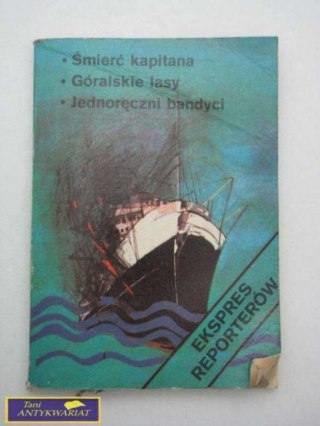 • Śmierć kapitana
• Góralskie lasy
• Jednoręczni bandyci
EKSPRES
REPORTERÓW
Tani
ANTYKWARIAT